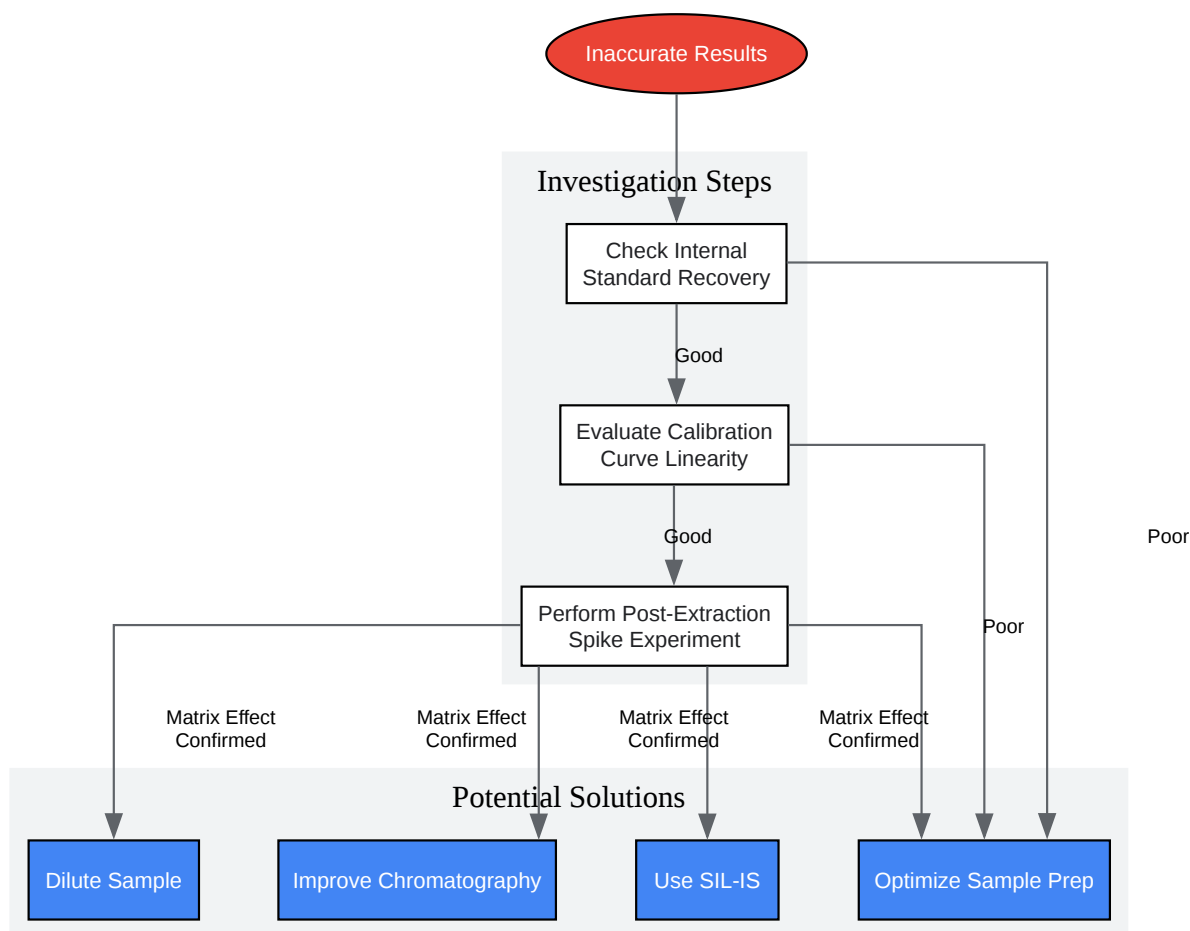 Inaccurate Results
Investigation Steps
Check Internal
Standard Recovery
Good
Evaluate Calibration
Curve Linearity
Good
Poor
Perform Post-Extraction
Spike Experiment
Poor
Matrix Effect
Confirmed
Matrix Effect
Confirmed
Matrix Effect
Confirmed
Matrix Effect
Confirmed
Potential Solutions
Dilute Sample
Improve Chromatography
Use SIL-IS
Optimize Sample Prep